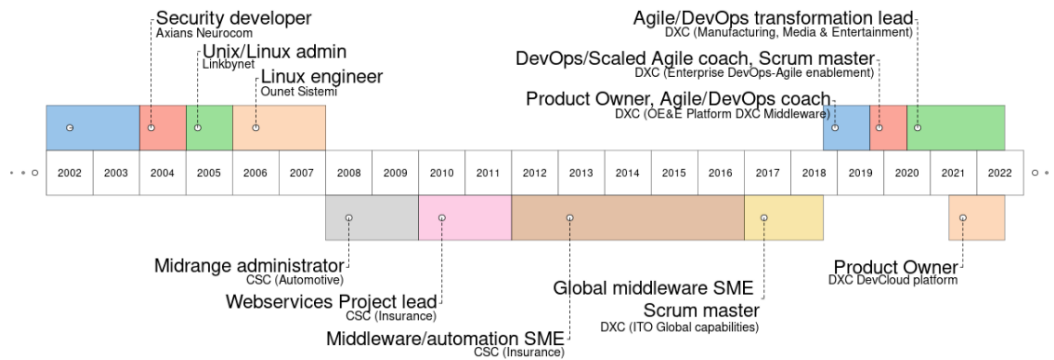 Security developer
Axians Neurocom
Unix/Linux admin
Linkbynet
Linux engineer
Ounet Sistemi
Agile/DevOps transformation lead
DXC (Manufacturing, Media & Entertainment)
DevOps/Scaled Agile coach, Scrum master
DXC (Enterprise DevOps-Agile enablement)
Product Owner, Agile/DevOps coach
DXC (OE&E Platform DXC Middleware)
2002 2003 2004 2005 2006 2007 2008 2009 2010 2011 2012 2013 2014 2015 2016 2017 2018 2019 2020 2021 2022
Midrange administrator
CSC (Automotive)
Webservices Project lead
CSC (Insurance)
Middleware/automation SME
CSC (Insurance)
Global middleware SME
Scrum master
DXC (ITO Global capabilities)
Product Owner
DXC DevCloud platform